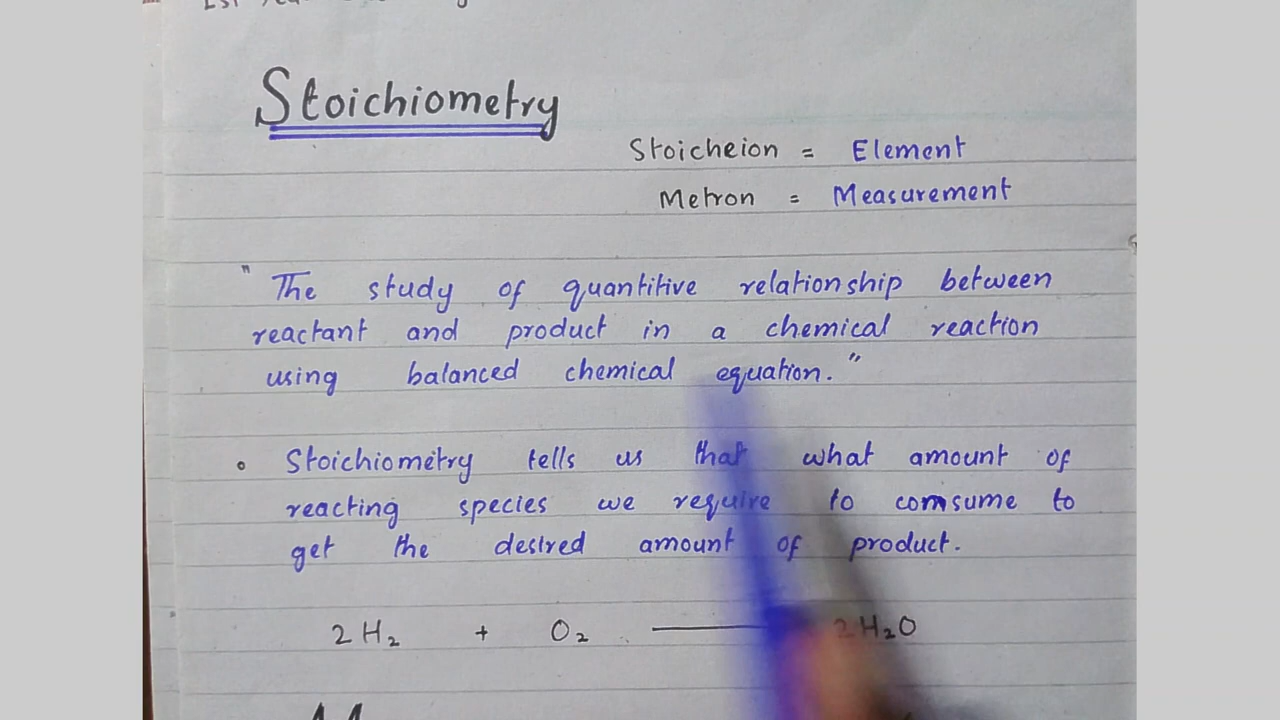 Stoichiometry
Stoicheion = Element
Metron = Measurement
" The study of quantitive relationship between
reactant and product in a chemical reaction
using balanced chemical equation."
• Stoichiometry tells us that what amount of
reacting species we require to comsume to
get the desired amount of product.
2H₂ + O₂ 2H₂O